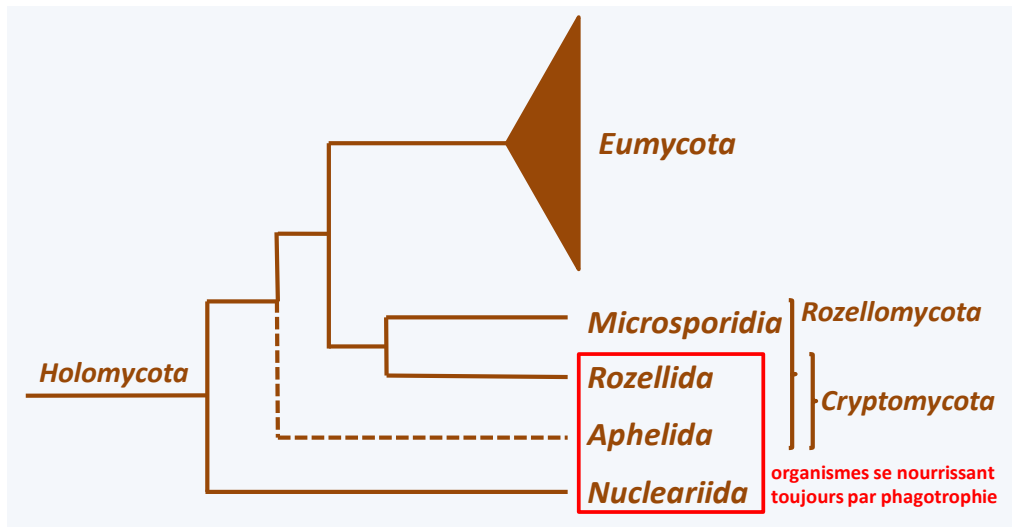 Eumycota
Microsporidia
Rozellomycota
Holomycota
Rozellida
Cryptomycota
Aphelida
organismes se nourrissant
toujours par phagotrophie
Nucleariida